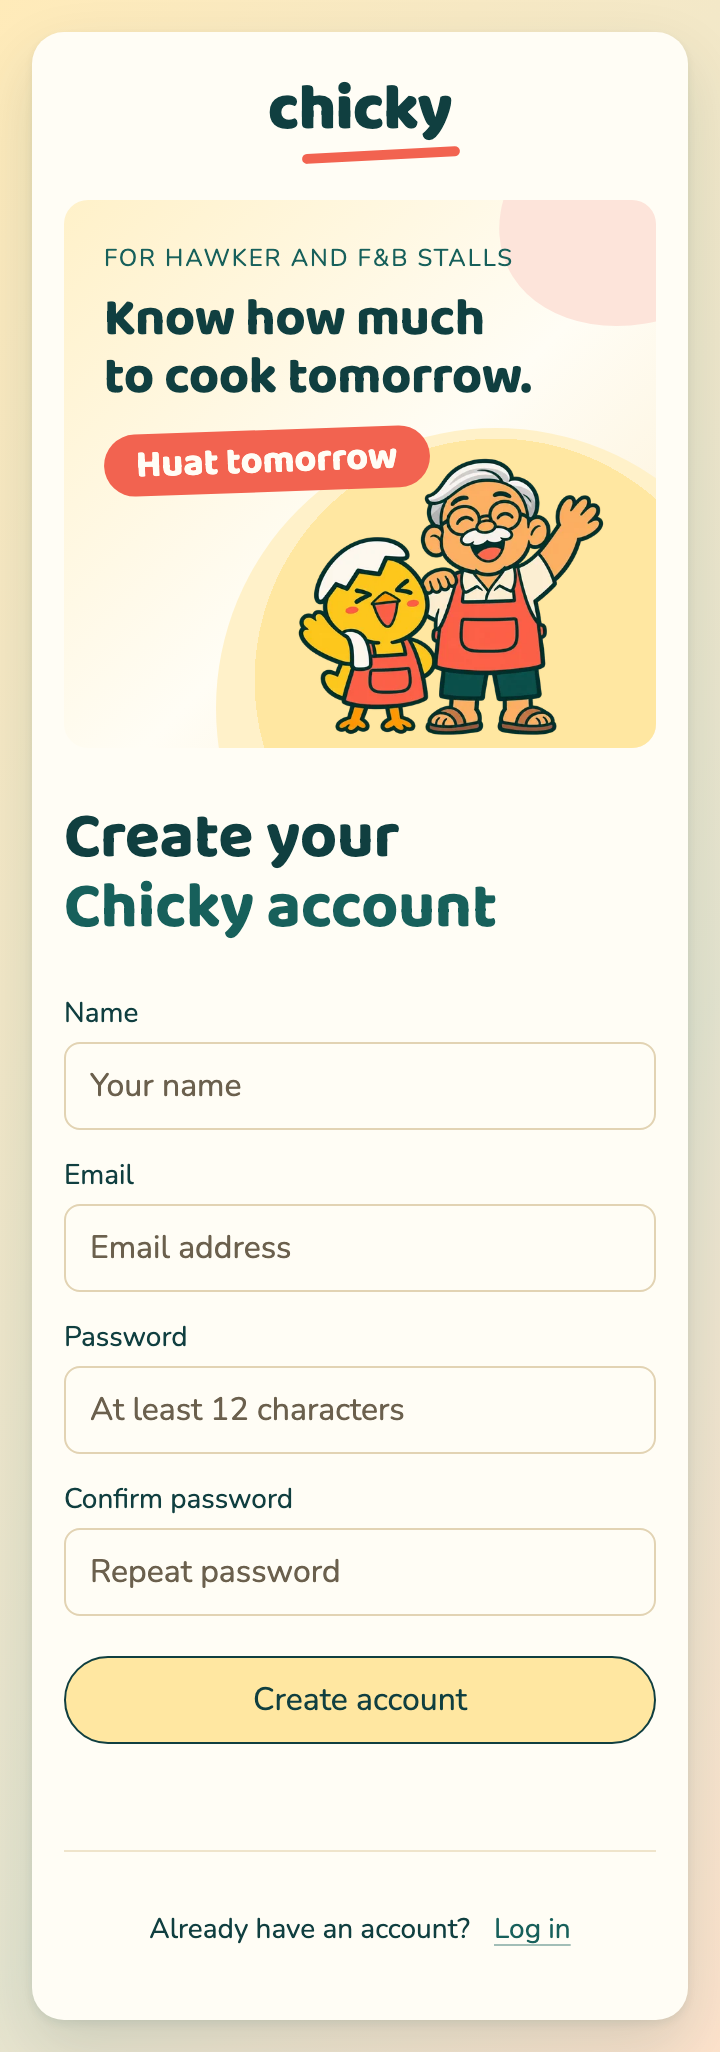 chicky
FOR HAWKER AND F&B STALLS
Know how much
to cook tomorrow.
Huat tomorrow
Create your
Chicky account
Name
Your name
Email
Email address
Password
At least 12 characters
Confirm password
Repeat password
Create account
Already have an account? Log in